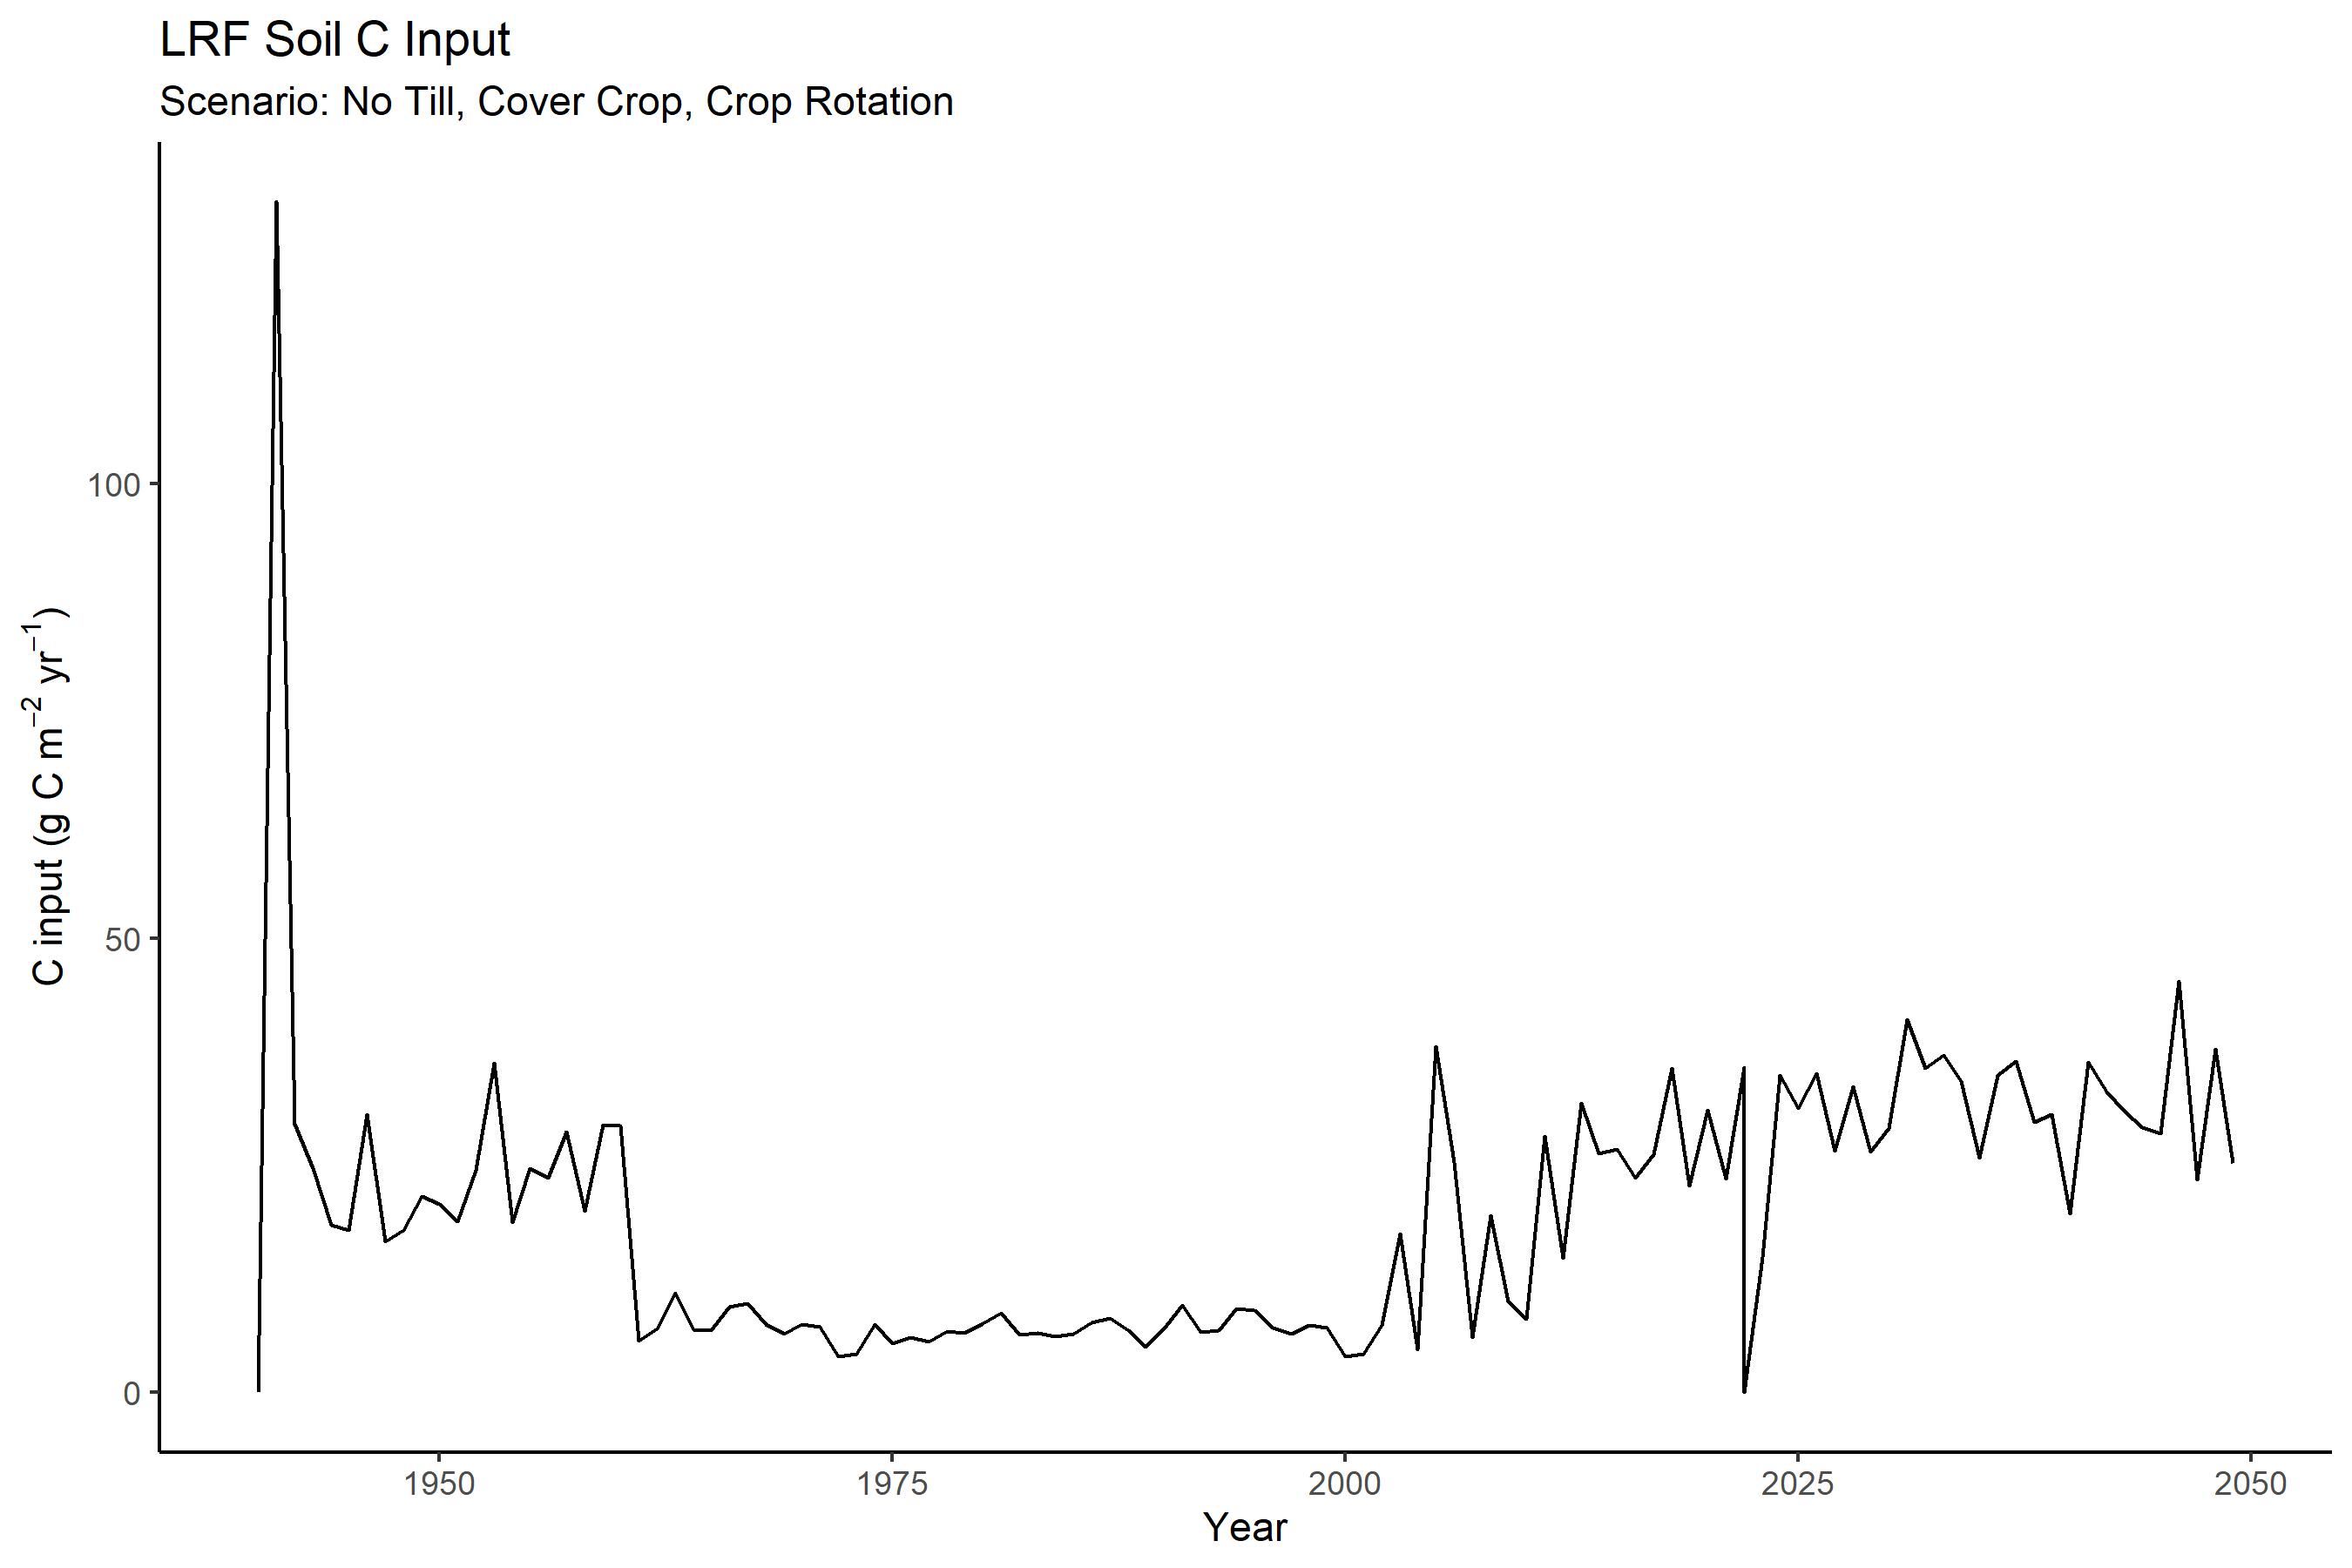 LRF Soil C Input
Scenario: No Till, Cover Crop, Crop Rotation
C input (g C m⁻² yr⁻¹)
100
50
0
1950 1975 2000 2025 2050
Year